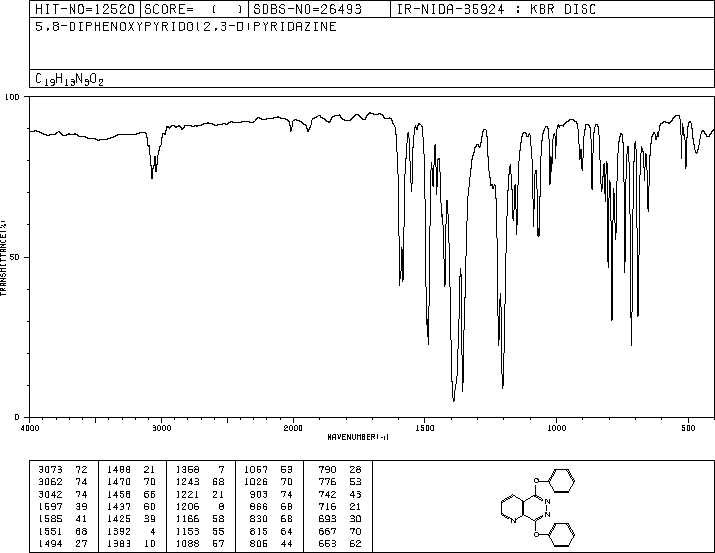 HIT-NO=12520 SCORE= ( ) SDBS-NO=26493 IR-NIDA-35924 : KBR DISC
5,8-DIPHENOXYPYRIDO(2,3-D)PYRIDAZINE
C19H13N3O2
100
50
0
TRANSMITTANCE(%)
4000 3000 2000 1500 1000 500
WAVENUMBER(-1)
3073 72 1488 21 1358 7 1067 53 790 28
3062 74 1470 70 1243 68 1026 70 776 53
3042 74 1458 66 1221 21 903 74 742 43
1597 39 1437 60 1206 8 866 68 716 21
1585 41 1425 39 1166 58 830 68 693 30
1551 68 1392 4 1153 55 815 64 667 70
1494 27 1383 10 1088 57 806 44 653 62
O
N
N
N
O